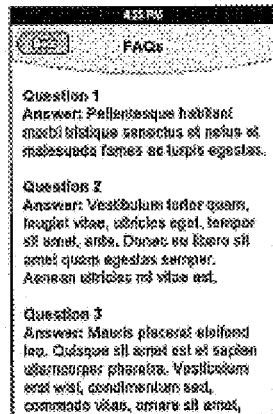 4:55 PM
FAQs
Question 1
Answer: Pellentesque habitant
morbi tristique senectus et netus et
malesuada fames ac turpis egestas.
Question 2
Answer: Vestibulum tortor quam,
feugiat vitae, ultricies eget, tempor
sit amet, ante. Donec eu libero sit
amet quam egestas semper.
Aenean ultricies mi vitae est.
Question 3
Answer: Mauris placerat eleifend
leo. Quisque sit amet est et sapien
ullamcorper pharetra. Vestibulum
erat wisi, condimentum sed,
commodo vitae, ornare sit amet,